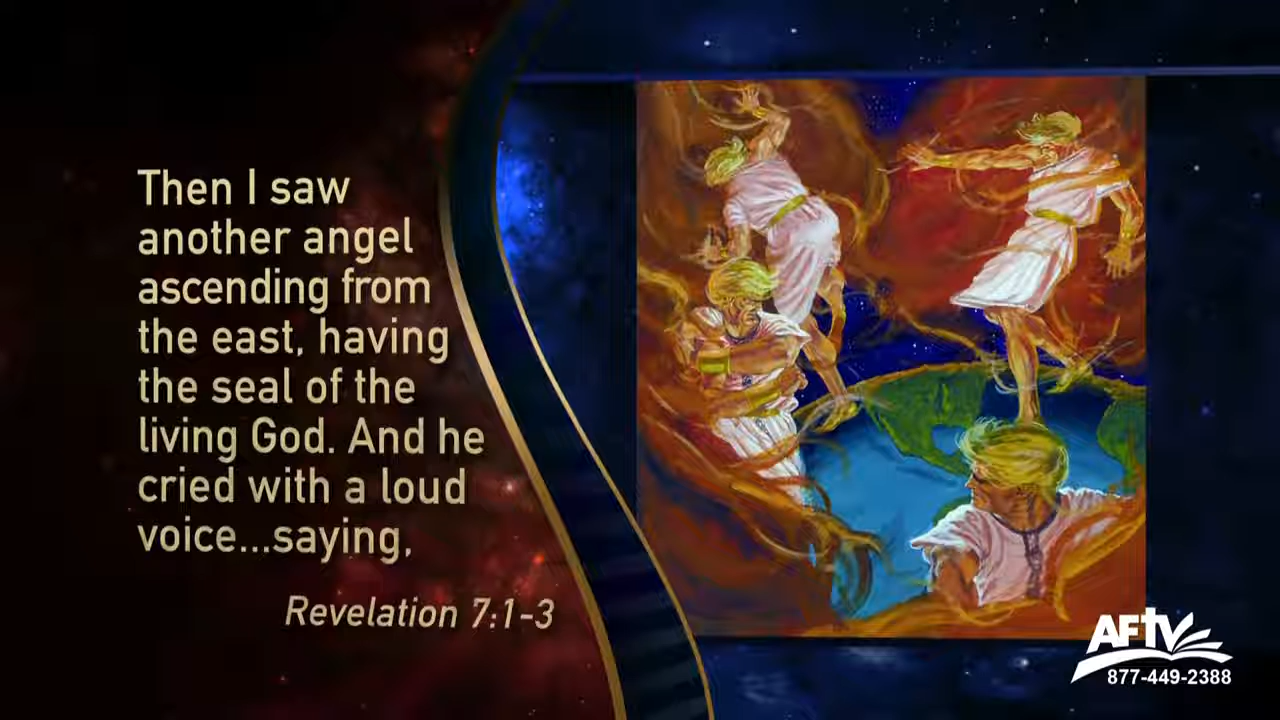 Then I saw
another angel
ascending from
the east, having
the seal of the
living God. And he
cried with a loud
voice...saying,
Revelation 7:1-3
AFtv
877-449-2388